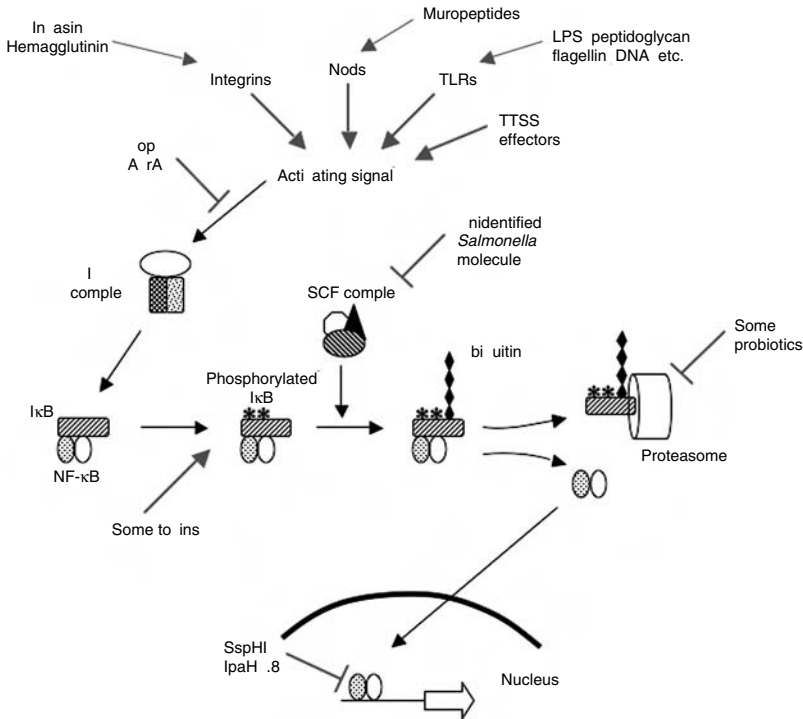 Muropeptides
In asin
Hemagglutinin
LPS peptidoglycan
flagellin DNA etc.
Integrins
Nods
TLRs
TTSS
effectors
op
A rA
Acti ating signal
nidentified
Salmonella
molecule
I
comple
SCF comple
Some
probiotics
bi uitin
Phosphorylated
IκB
IκB
NF-κB
Proteasome
Some to ins
SspHI
IpaH .8
Nucleus